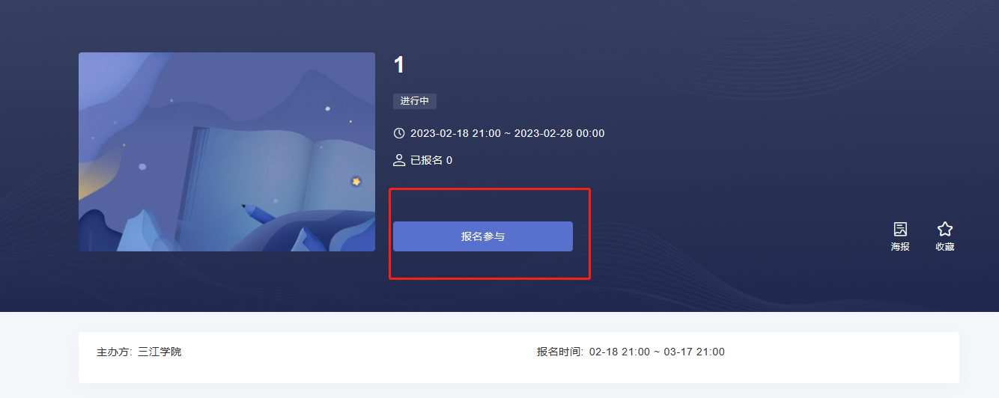 1
进行中
2023-02-18 21:00 ~ 2023-02-28 00:00
已报名 0
报名参与
海报
收藏
主办方: 三江学院
报名时间: 02-18 21:00 ~ 03-17 21:00